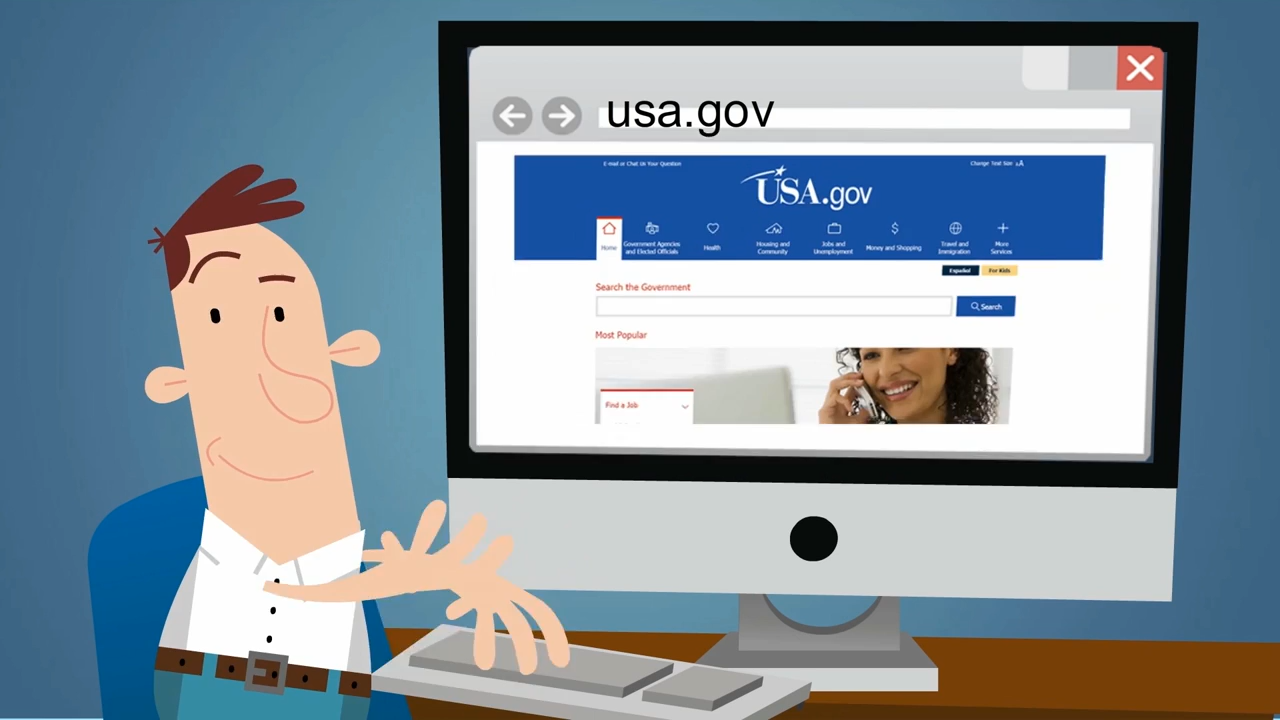 usa.gov
E-mail or Chat Us Your Question
Change Text Size AA
USA.gov
Home
Government Agencies
and Elected Officials
Health
Housing and
Community
Jobs and
Unemployment
Money and Shopping
Travel and
Immigration
More
Services
Español
For Kids
Search the Government
Search
Most Popular
Find a Job